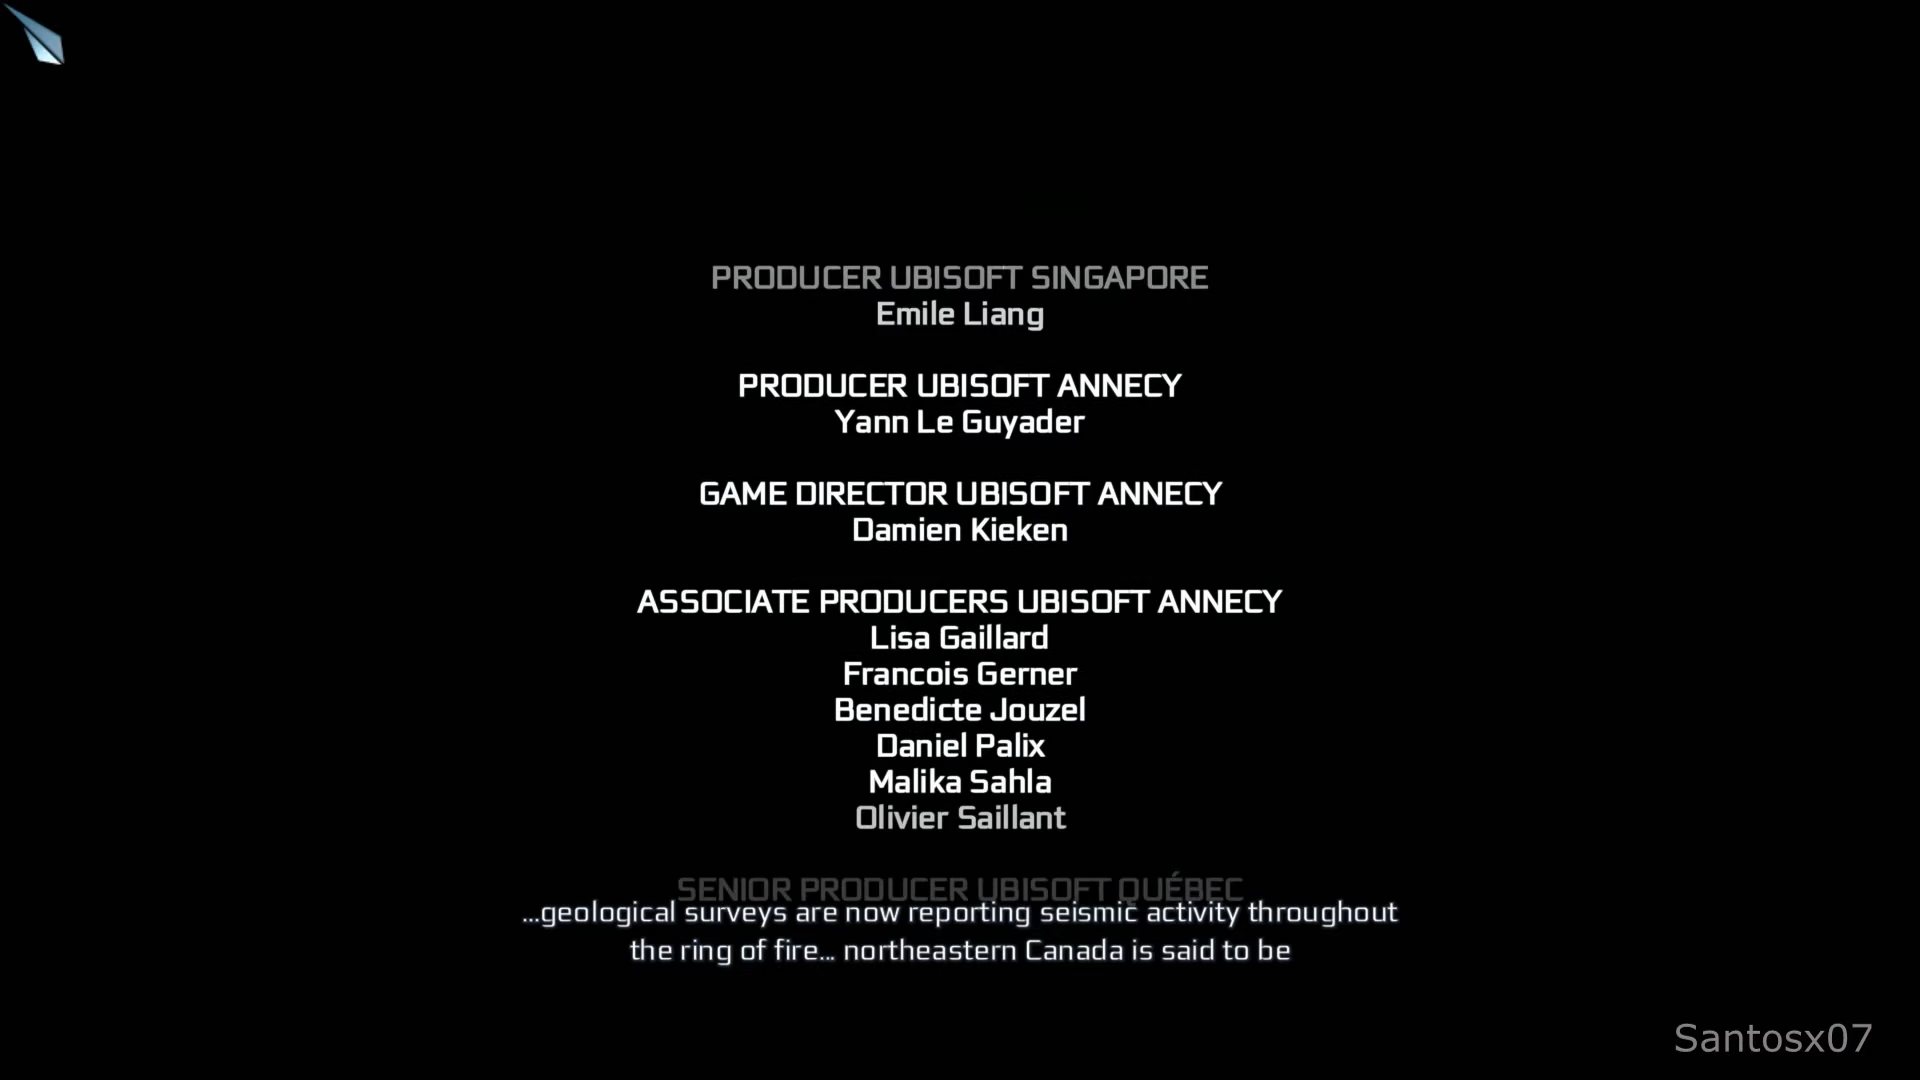 PRODUCER UBISOFT SINGAPORE
Emile Liang
PRODUCER UBISOFT ANNECY
Yann Le Guyader
GAME DIRECTOR UBISOFT ANNECY
Damien Kieken
ASSOCIATE PRODUCERS UBISOFT ANNECY
Lisa Gaillard
Francois Gerner
Benedicte Jouzel
Daniel Palix
Malika Sahla
Olivier Saillant
SENIOR PRODUCER UBISOFT QUÉBEC
...geological surveys are now reporting seismic activity throughout
the ring of fire... northeastern Canada is said to be
Santosx07